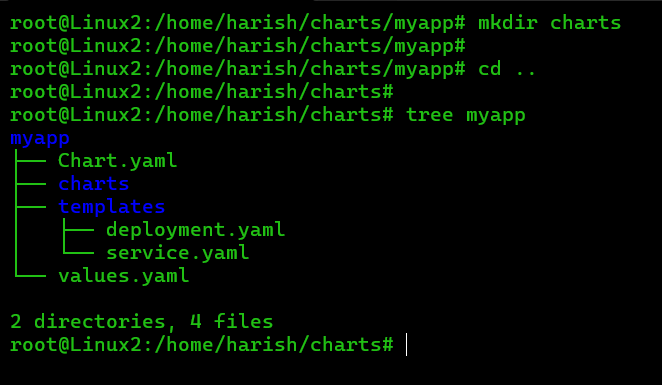 root@Linux2:/home/harish/charts/myapp# mkdir charts
root@Linux2:/home/harish/charts/myapp#
root@Linux2:/home/harish/charts/myapp# cd ..
root@Linux2:/home/harish/charts#
root@Linux2:/home/harish/charts# tree myapp
myapp
├── Chart.yaml
├── charts
├── templates
│   ├── deployment.yaml
│   └── service.yaml
└── values.yaml

2 directories, 4 files
root@Linux2:/home/harish/charts#